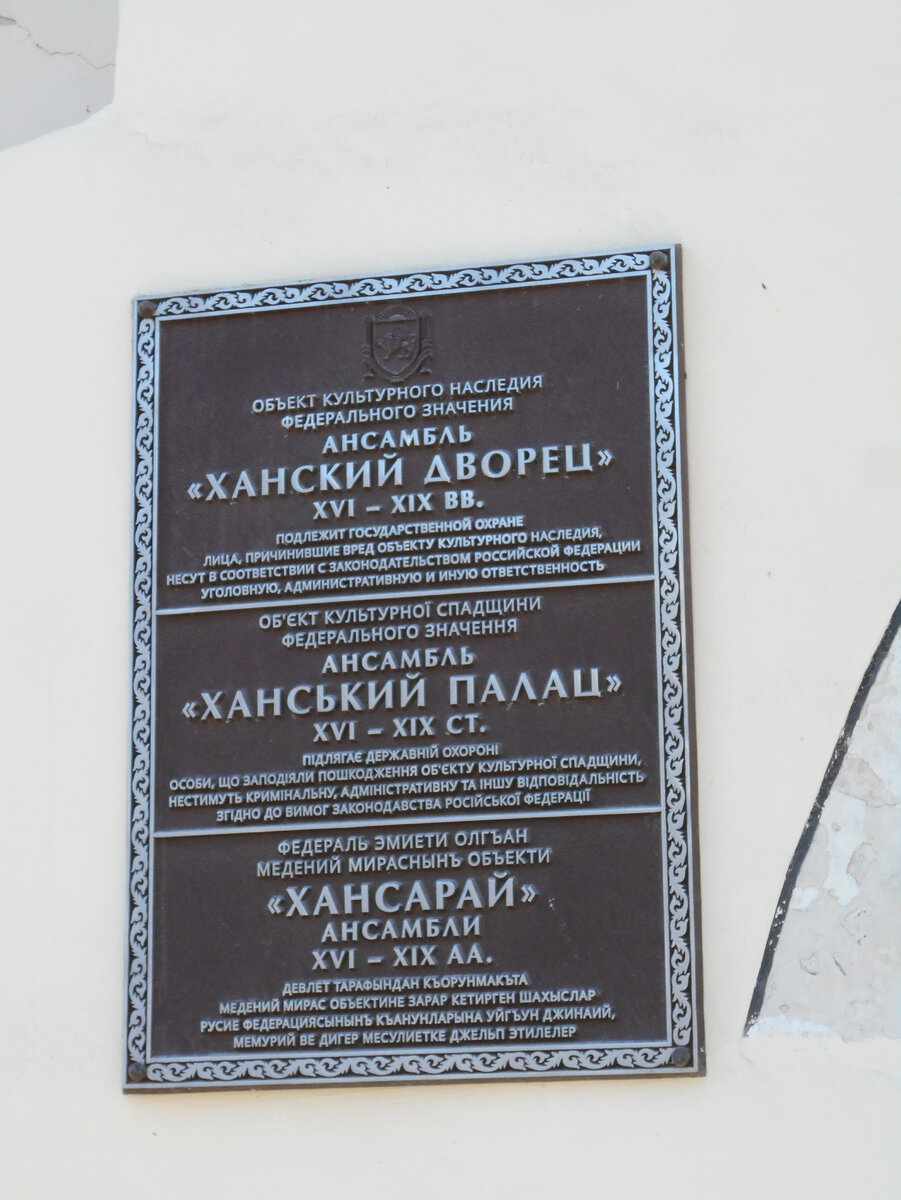 ОБЪЕКТ КУЛЬТУРНОГО НАСЛЕДИЯ
ФЕДЕРАЛЬНОГО ЗНАЧЕНИЯ
АНСАМБЛЬ
«ХАНСКИЙ ДВОРЕЦ»
XVI – XIX ВВ.
ПОДЛЕЖИТ ГОСУДАРСТВЕННОЙ ОХРАНЕ
ЛИЦА, ПРИЧИНИВШИЕ ВРЕД ОБЪЕКТУ КУЛЬТУРНОГО НАСЛЕДИЯ,
НЕСУТ В СООТВЕТСТВИИ С ЗАКОНОДАТЕЛЬСТВОМ РОССИЙСКОЙ ФЕДЕРАЦИИ
УГОЛОВНУЮ, АДМИНИСТРАТИВНУЮ И ИНУЮ ОТВЕТСТВЕННОСТЬ
ОБ'ЄКТ КУЛЬТУРНОЇ СПАДЩИНИ
ФЕДЕРАЛЬНОГО ЗНАЧЕННЯ
АНСАМБЛЬ
«ХАНСЬКИЙ ПАЛАЦ»
XVI – XIX СТ.
ПІДЛЯГАЄ ДЕРЖАВНІЙ ОХОРОНІ
ОСОБИ, ЩО ЗАПОДІЯЛИ ПОШКОДЖЕННЯ ОБ'ЄКТУ КУЛЬТУРНОЇ СПАДЩИНИ,
НЕСТИМУТЬ КРИМІНАЛЬНУ, АДМІНІСТРАТИВНУ ТА ІНШУ ВІДПОВІДАЛЬНІСТЬ
ЗГІДНО ДО ВИМОГ ЗАКОНОДАВСТВА РОСІЙСЬКОЇ ФЕДЕРАЦІЇ
ФЕДЕРАЛЬ ЭМИЕТИ ОЛГЪАН
МЕДЕНИЙ МИРАСНЫНЪ ОБЪЕКТИ
«ХАНСАРАЙ»
АНСАМБЛИ
XVI – XIX АА.
ДЕВЛЕТ ТАРАФЫНДАН КЪОРУНМАКЪТА
МЕДЕНИЙ МИРАС ОБЪЕКТИНЕ ЗАРАР КЕТИРГЕН ШАХЫСЛАР
РУСИЕ ФЕДЕРАЦИЯСЫНЫНЪ КЪАНУНЛАРЫНА УЙГЪУН ДЖИНАИЙ,
МЕМУРИЙ ВЕ ДИГЕР МЕСУЛИЕТКЕ ДЖЕЛЬП ЭТИЛЕЛЕР